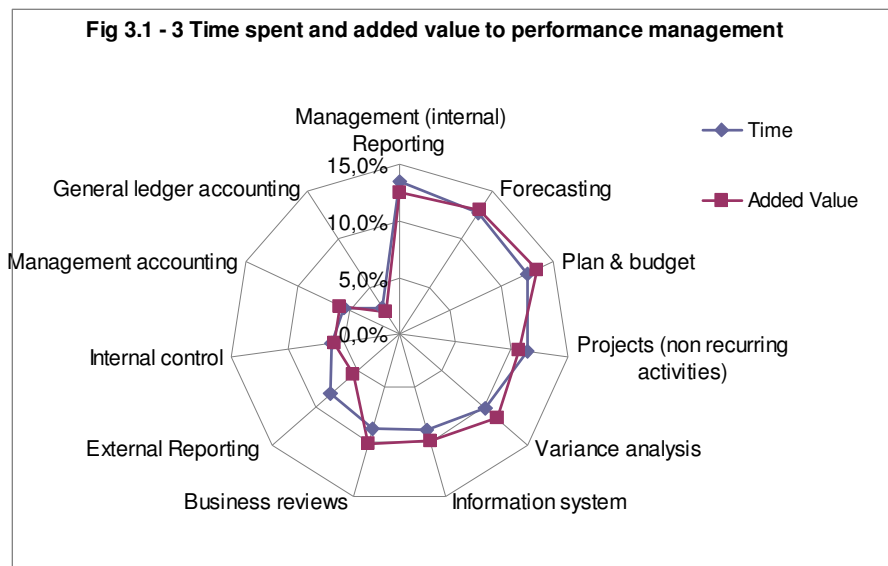 Fig 3.1 - 3 Time spent and added value to performance management
Time
Added Value
Management (internal)
Reporting
Forecasting
Plan & budget
Projects (non recurring
activities)
Variance analysis
Information system
Business reviews
External Reporting
Internal control
Management accounting
General ledger accounting
15,0%
10,0%
5,0%
0,0%